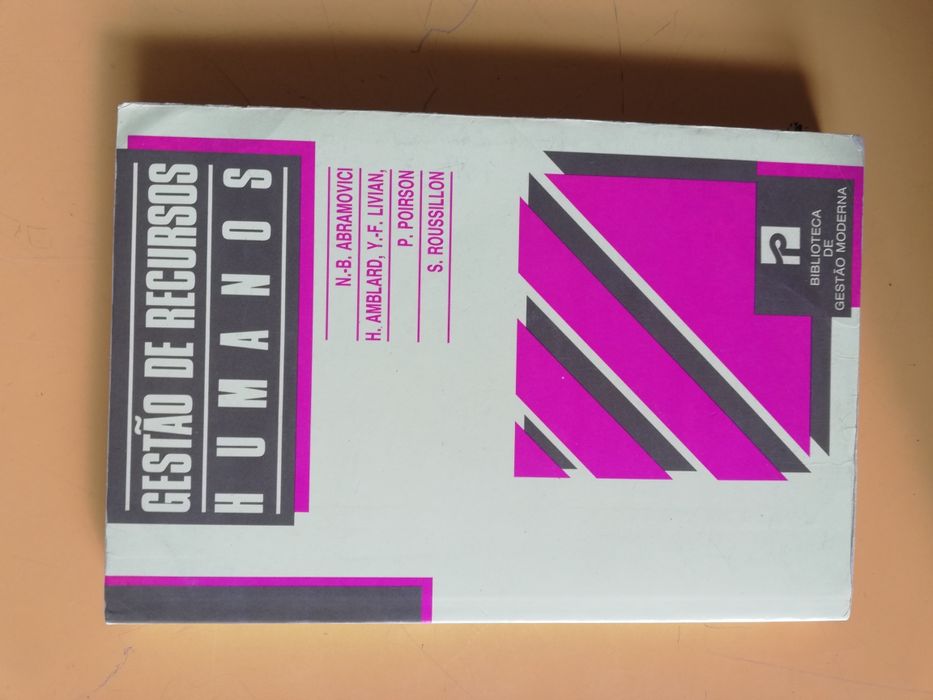 GESTÃO DE RECURSOS
HUMANOS
N.-B. ABRAMOVICI
H. AMBLARD, Y.-F. LIVIAN,
P. POIRSON
S. ROUSSILLON
BIBLIOTECA
DE
GESTÃO MODERNA